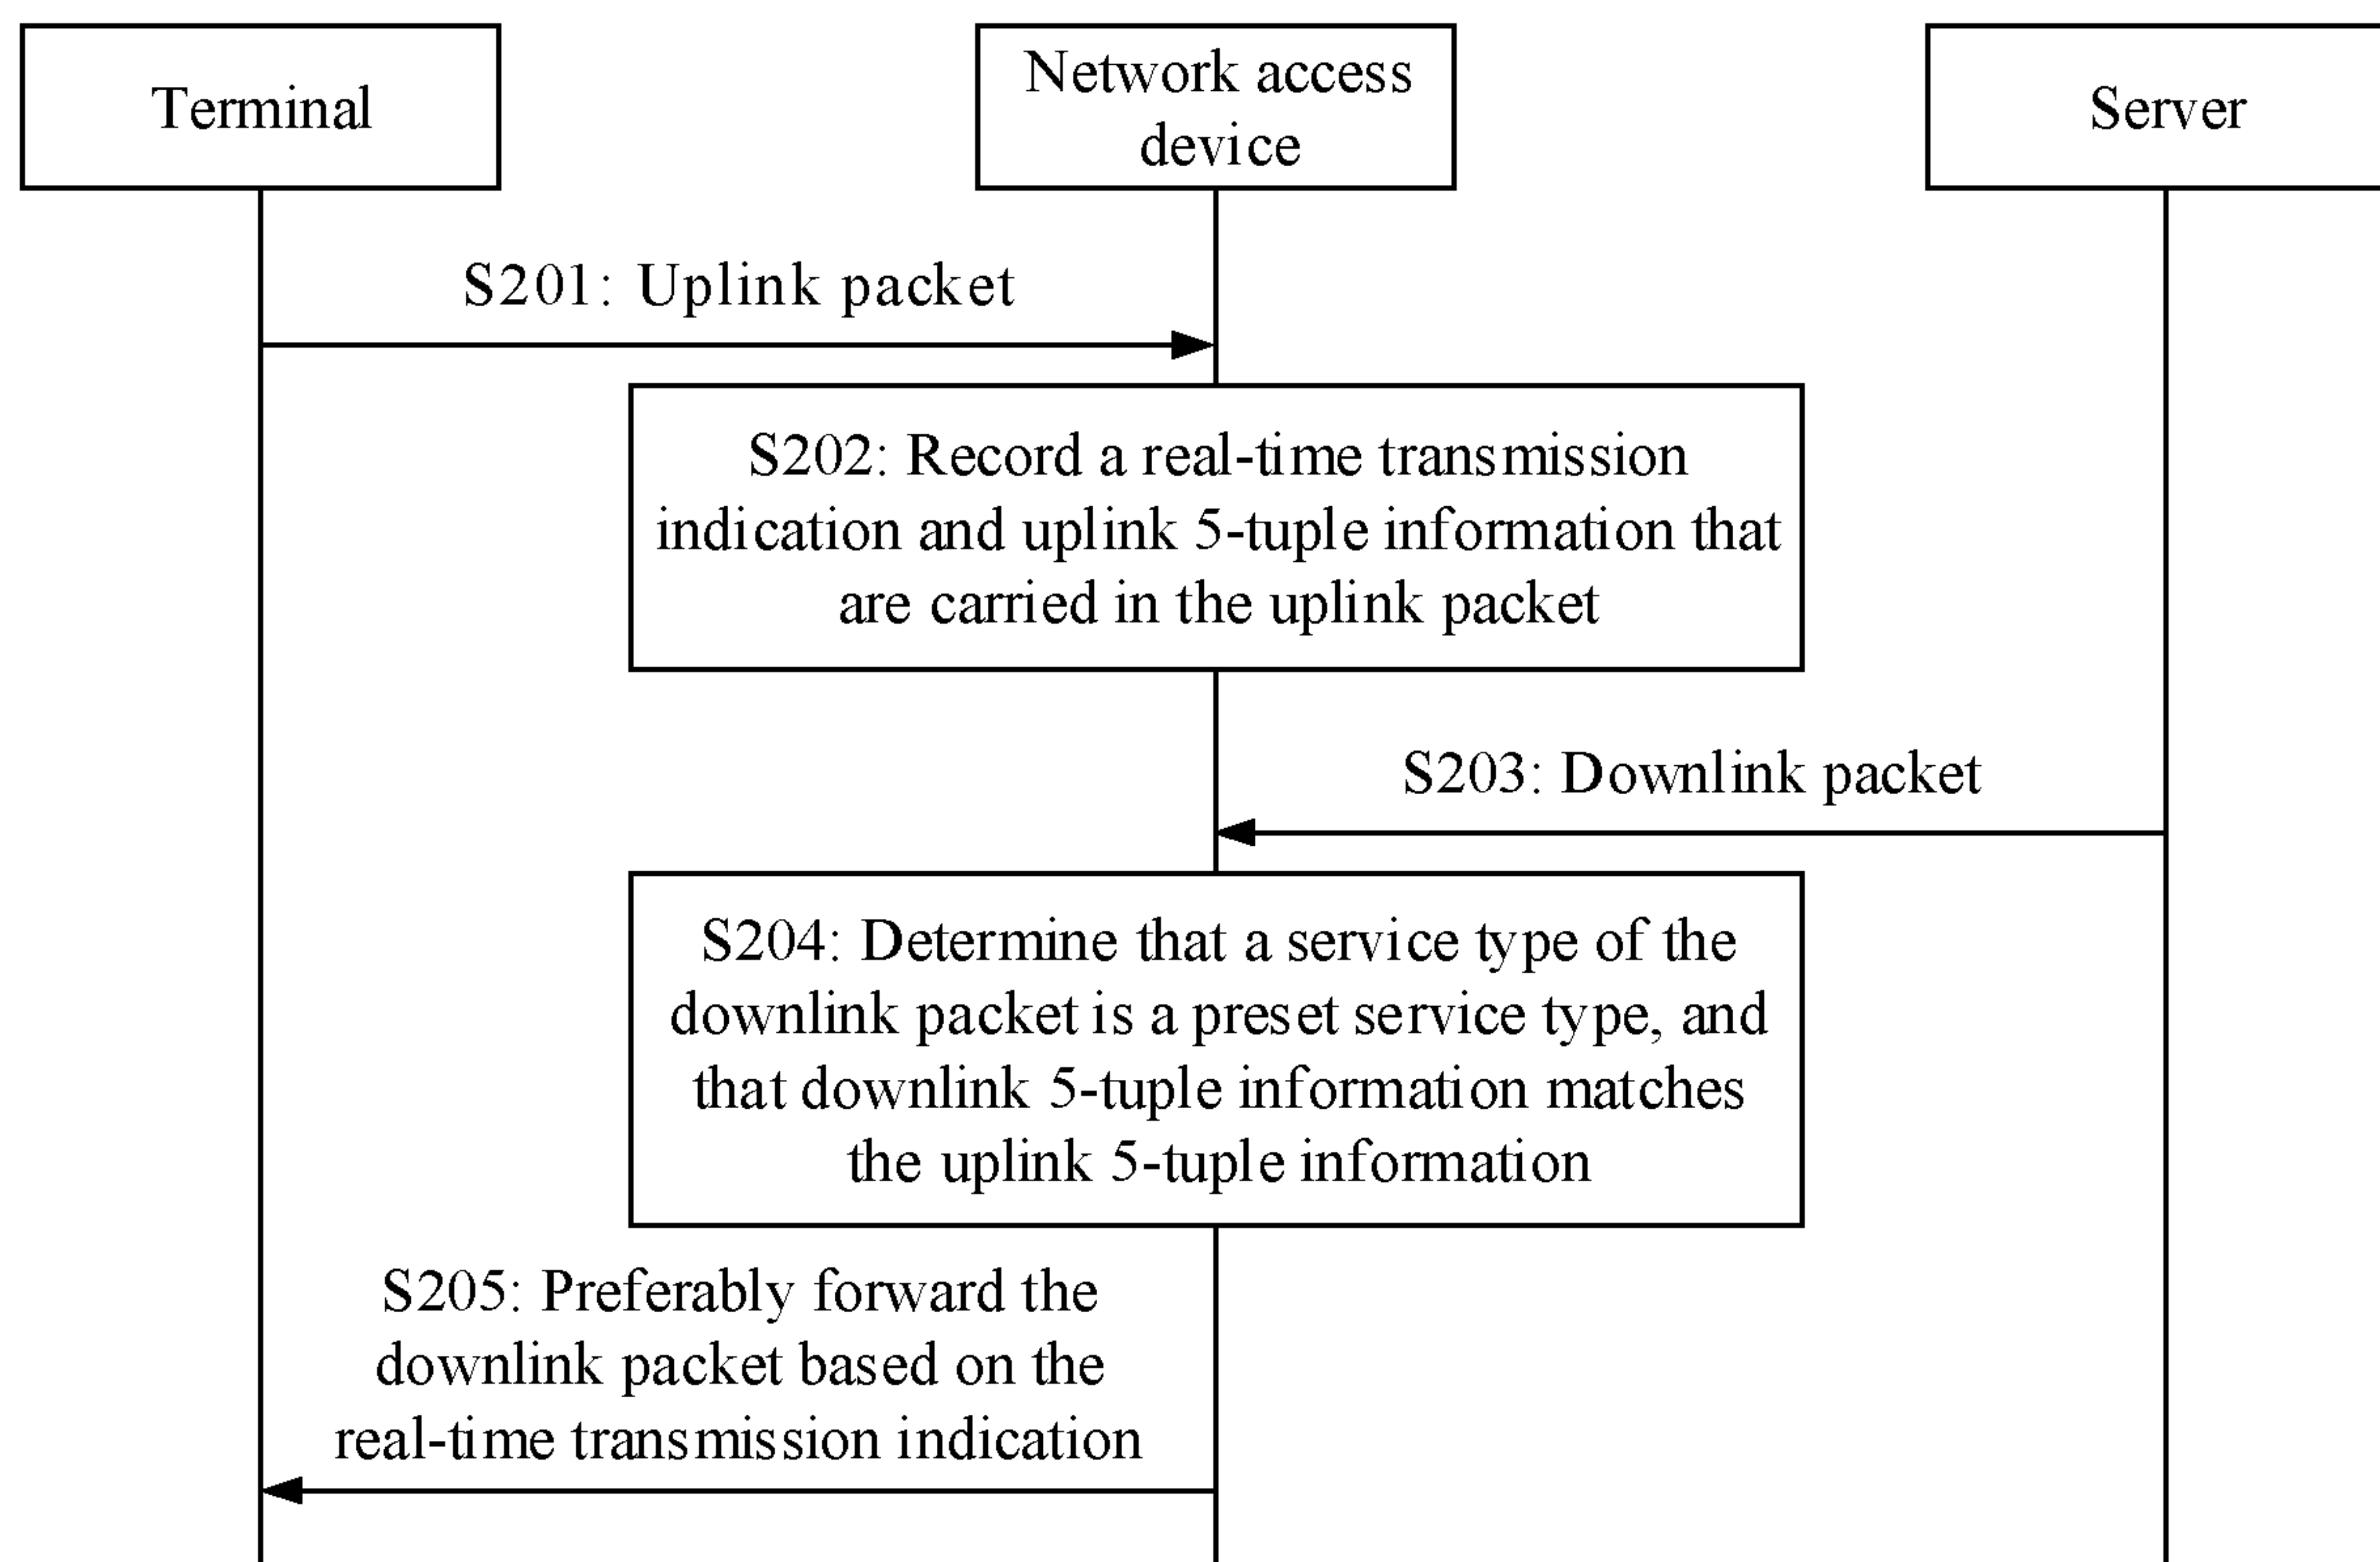 Terminal
Network access
device
Server
S201: Uplink packet
S202: Record a real-time transmission
indication and uplink 5-tuple information that
are carried in the uplink packet
S203: Downlink packet
S204: Determine that a service type of the
downlink packet is a preset service type, and
that downlink 5-tuple information matches
the uplink 5-tuple information
S205: Preferably forward the
downlink packet based on the
real-time transmission indication